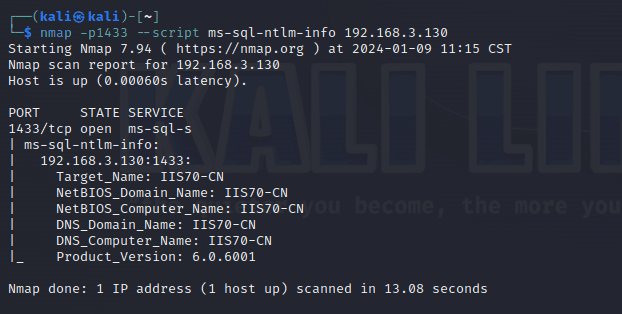 ┌──(kali㉿kali)-[~]
└─$ nmap -p1433 --script ms-sql-ntlm-info 192.168.3.130
Starting Nmap 7.94 ( https://nmap.org ) at 2024-01-09 11:15 CST
Nmap scan report for 192.168.3.130
Host is up (0.00060s latency).
PORT     STATE SERVICE
1433/tcp open  ms-sql-s
| ms-sql-ntlm-info:
|   192.168.3.130:1433:
|     Target_Name: IIS70-CN
|     NetBIOS_Domain_Name: IIS70-CN
|     NetBIOS_Computer_Name: IIS70-CN
|     DNS_Domain_Name: IIS70-CN
|     DNS_Computer_Name: IIS70-CN
|_    Product_Version: 6.0.6001
Nmap done: 1 IP address (1 host up) scanned in 13.08 seconds
KALI LI
you become, the more you